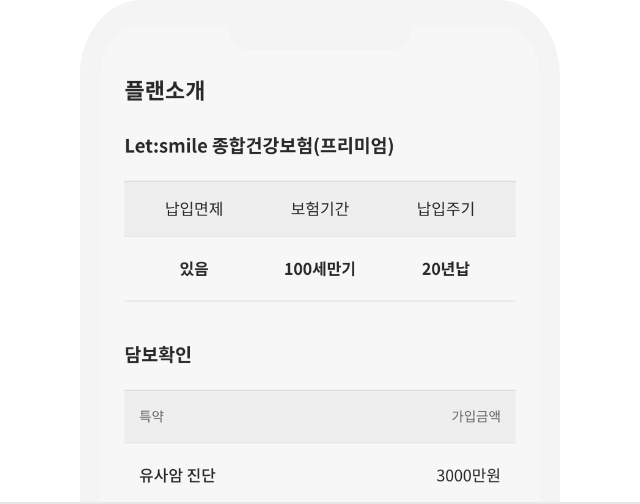 플랜소개
Let:smile 종합건강보험(프리미엄)
납입면제 보험기간 납입주기
있음 100세만기 20년납
담보확인
특약 가입금액
유사암 진단 3000만원